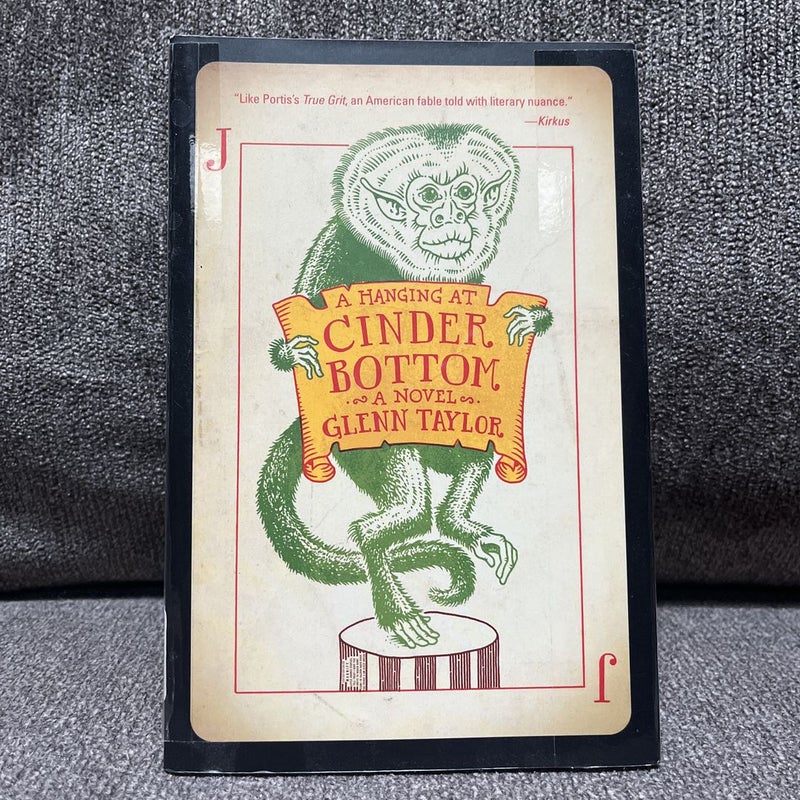 "Like Portis's True Grit, an American fable told with literary nuance."
—Kirkus
J
A HANGING AT
CINDER
BOTTOM
A NOVEL
GLENN TAYLOR
J